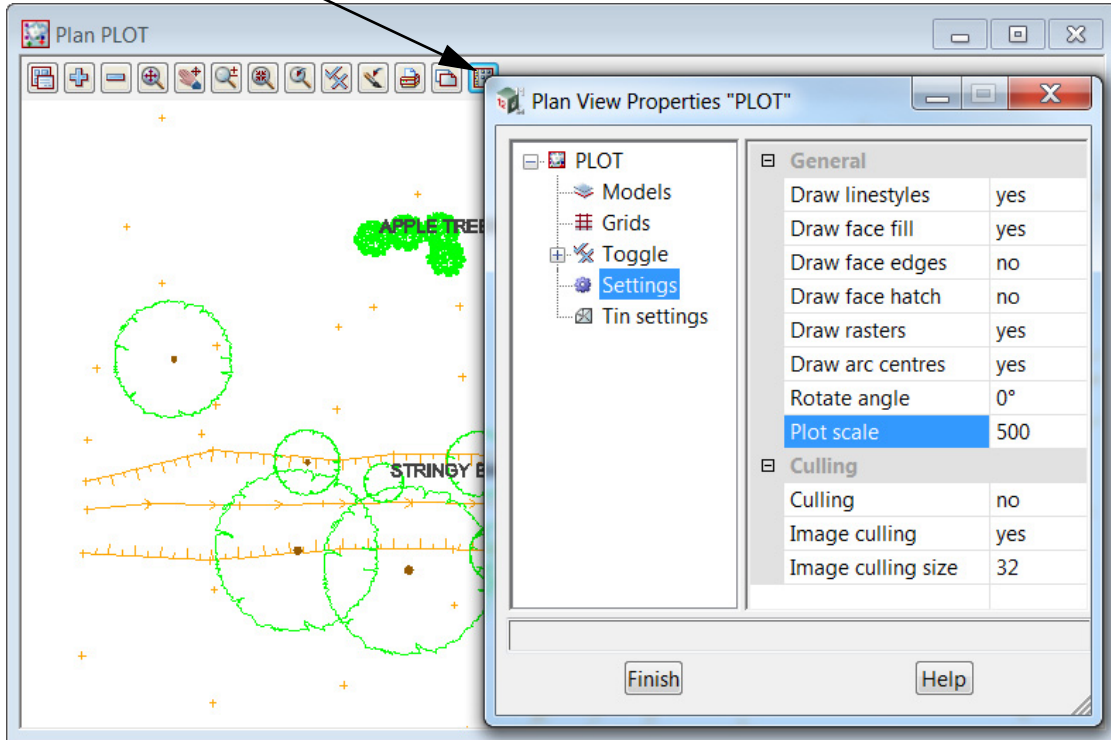 Plan PLOT
Plan View Properties "PLOT"
PLOT
Models
Grids
Toggle
Settings
Tin settings
General
Draw linestyles yes
Draw face fill yes
Draw face edges no
Draw face hatch no
Draw rasters yes
Draw arc centres yes
Rotate angle 0°
Plot scale 500
Culling
Culling no
Image culling yes
Image culling size 32
APPLE TREE
STRINGY
Finish
Help